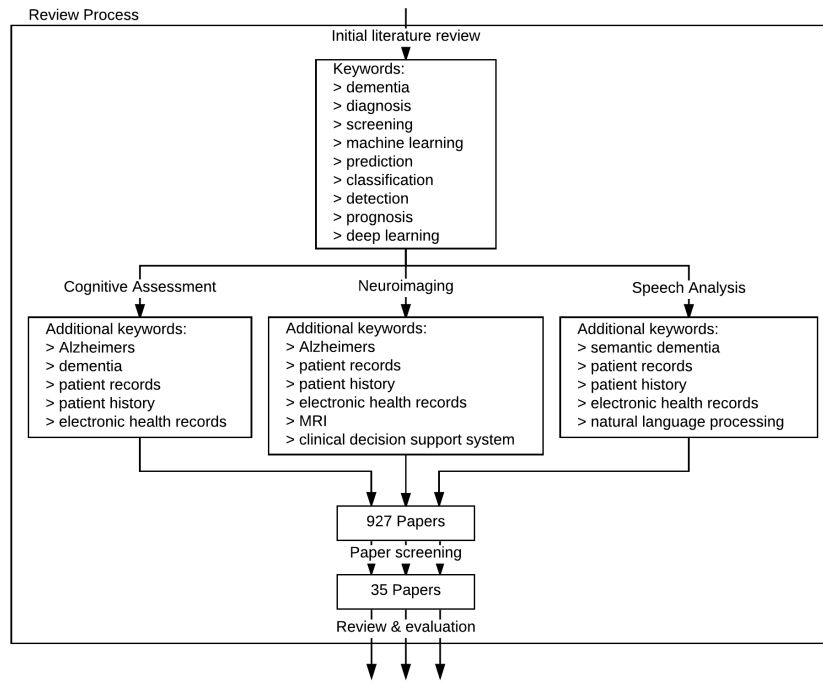 Review Process
Initial literature review
Keywords:
> dementia
> diagnosis
> screening
> machine learning
> prediction
> classification
> detection
> prognosis
> deep learning
Cognitive Assessment
Additional keywords:
> Alzheimers
> dementia
> patient records
> patient history
> electronic health records
Neuroimaging
Additional keywords:
> Alzheimers
> patient records
> patient history
> electronic health records
> MRI
> clinical decision support system
Speech Analysis
Additional keywords:
> semantic dementia
> patient records
> patient history
> electronic health records
> natural language processing
927 Papers
Paper screening
35 Papers
Review & evaluation